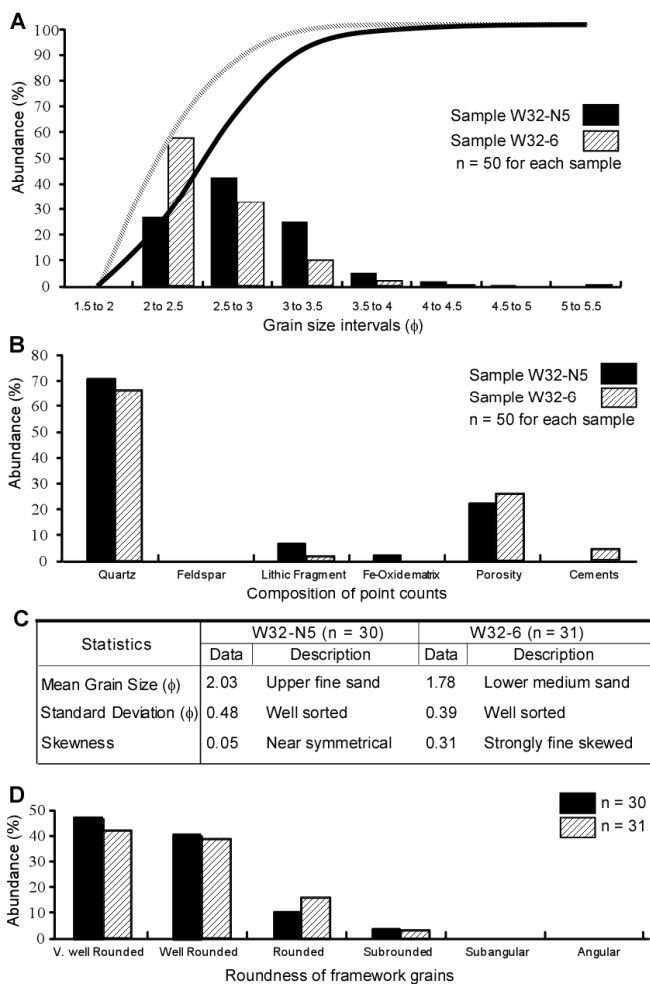 A
Abundance (%)
100
90
80
70
60
50
40
30
20
10
0
Sample W32-N5
Sample W32-6
n = 50 for each sample
1.5 to 2 2 to 2.5 2.5 to 3 3 to 3.5 3.5 to 4 4 to 4.5 4.5 to 5 5 to 5.5
Grain size intervals (ϕ)
B
Abundance (%)
80
70
60
50
40
30
20
10
0
Sample W32-N5
Sample W32-6
n = 50 for each sample
Quartz Feldspar Lithic Fragment Fe-Oxidematrix Porosity Cements
Composition of point counts
C
Statistics W32-N5 (n = 30) W32-6 (n = 31)
Data Description Data Description
Mean Grain Size (ϕ) 2.03 Upper fine sand 1.78 Lower medium sand
Standard Deviation (ϕ) 0.48 Well sorted 0.39 Well sorted
Skewness 0.05 Near symmetrical 0.31 Strongly fine skewed
D
Abundance (%)
50
40
30
20
10
0
n = 30
n = 31
V. well Rounded Well Rounded Rounded Subrounded Subangular Angular
Roundness of framework grains